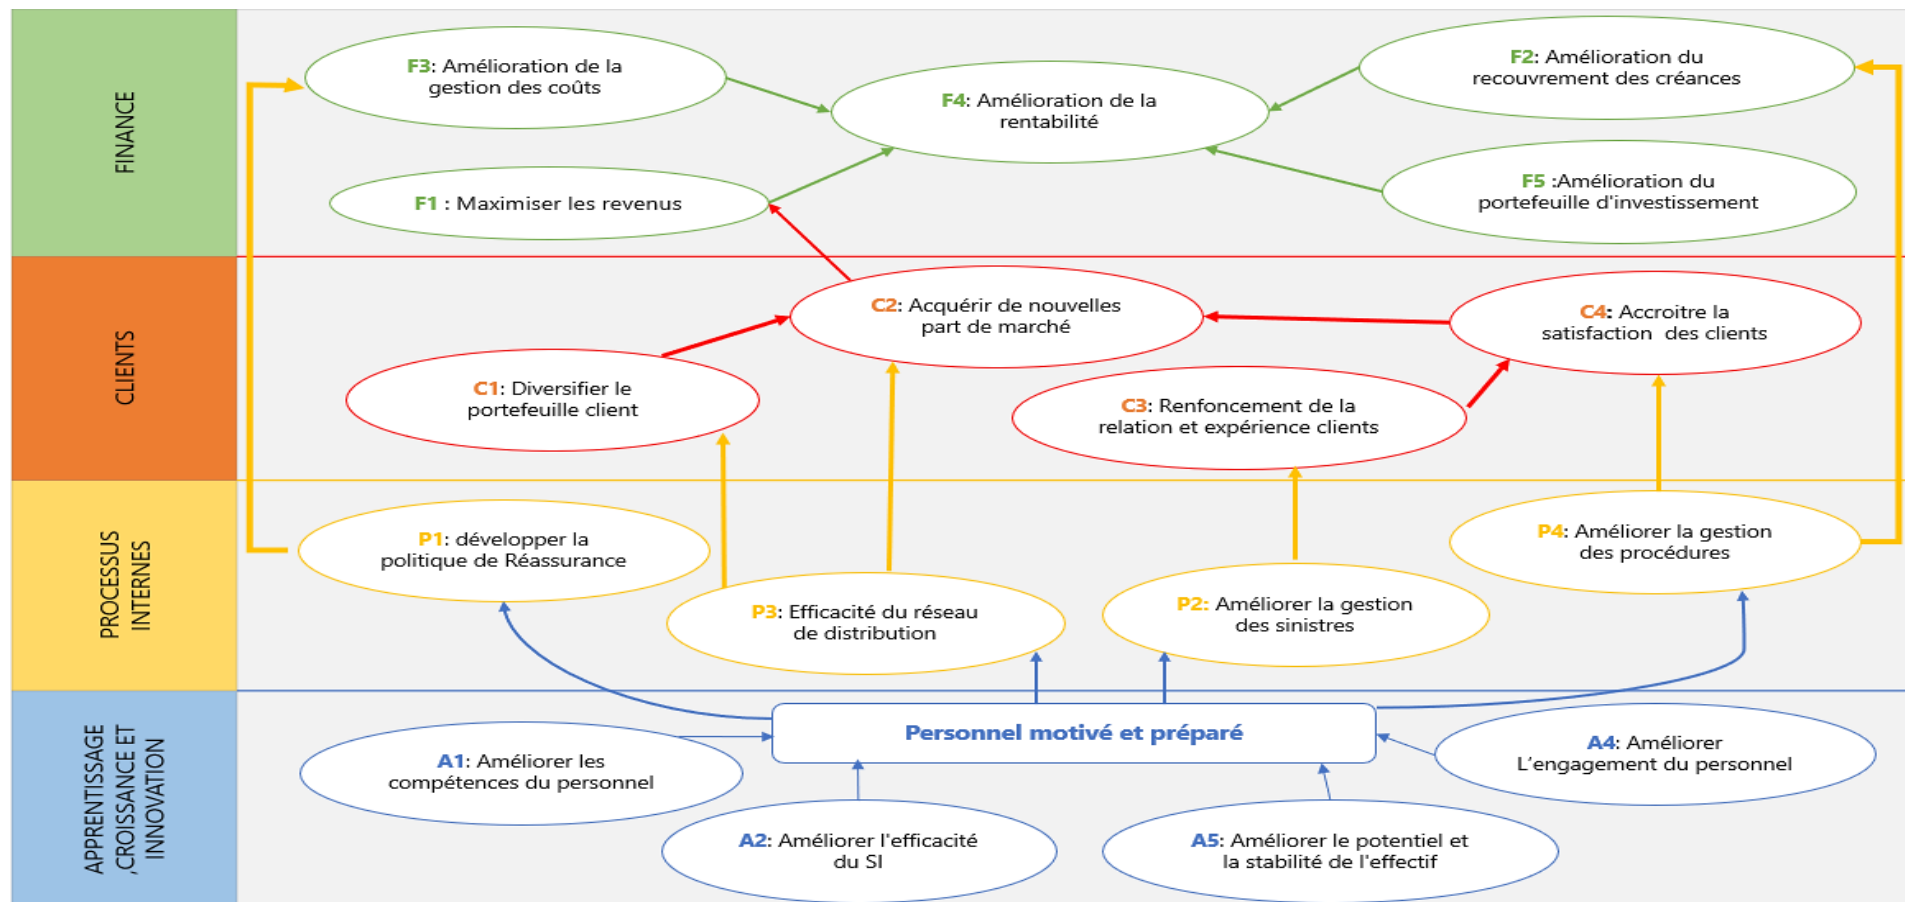 FINANCE
F3: Amélioration de la
gestion des coûts
F4: Amélioration de la
rentabilité
F2: Amélioration du
recouvrement des créances
F1 : Maximiser les revenus
F5 :Amélioration du
portefeuille d'investissement
CLIENTS
C2: Acquérir de nouvelles
part de marché
C4: Accroitre la
satisfaction des clients
C1: Diversifier le
portefeuille client
C3: Renfoncement de la
relation et expérience clients
PROCESSUS
INTERNES
P1: développer la
politique de Réassurance
P4: Améliorer la gestion
des procédures
P3: Efficacité du réseau
de distribution
P2: Améliorer la gestion
des sinistres
APPRENTISSAGE
,CROISSANCE ET
INNOVATION
Personnel motivé et préparé
A1: Améliorer les
compétences du personnel
A4: Améliorer
L’engagement du personnel
A2: Améliorer l'efficacité
du SI
A5: Améliorer le potentiel et
la stabilité de l'effectif